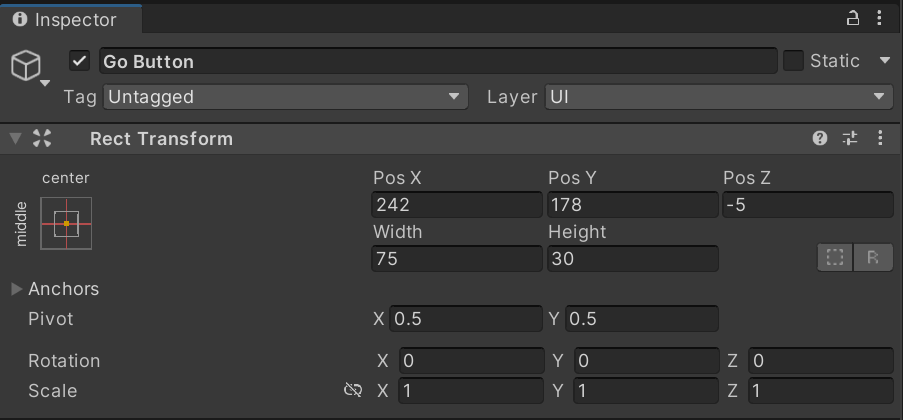 Inspector
Go Button Static
Tag Untagged Layer UI
Rect Transform
center
middle
Pos X Pos Y Pos Z
242 178 -5
Width Height
75 30 R
Anchors
Pivot X 0.5 Y 0.5
Rotation X 0 Y 0 Z 0
Scale X 1 Y 1 Z 1